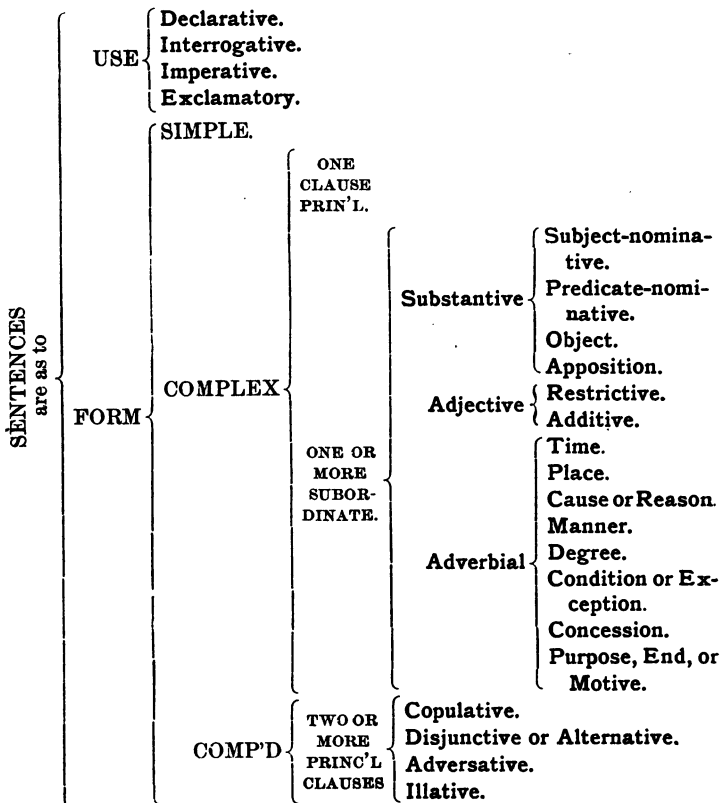 SENTENCES
are as to
USE
Declarative.
Interrogative.
Imperative.
Exclamatory.
FORM
SIMPLE.
COMPLEX
ONE
CLAUSE
PRIN'L.
ONE OR
MORE
SUBOR-
DINATE.
Substantive
Subject-nomina-
tive.
Predicate-nomi-
native.
Object.
Apposition.
Adjective
Restrictive.
Additive.
Adverbial
Time.
Place.
Cause or Reason.
Manner.
Degree.
Condition or Ex-
ception.
Concession.
Purpose, End, or
Motive.
COMP'D
TWO OR
MORE
PRINC'L
CLAUSES
Copulative.
Disjunctive or Alternative.
Adversative.
Illative.